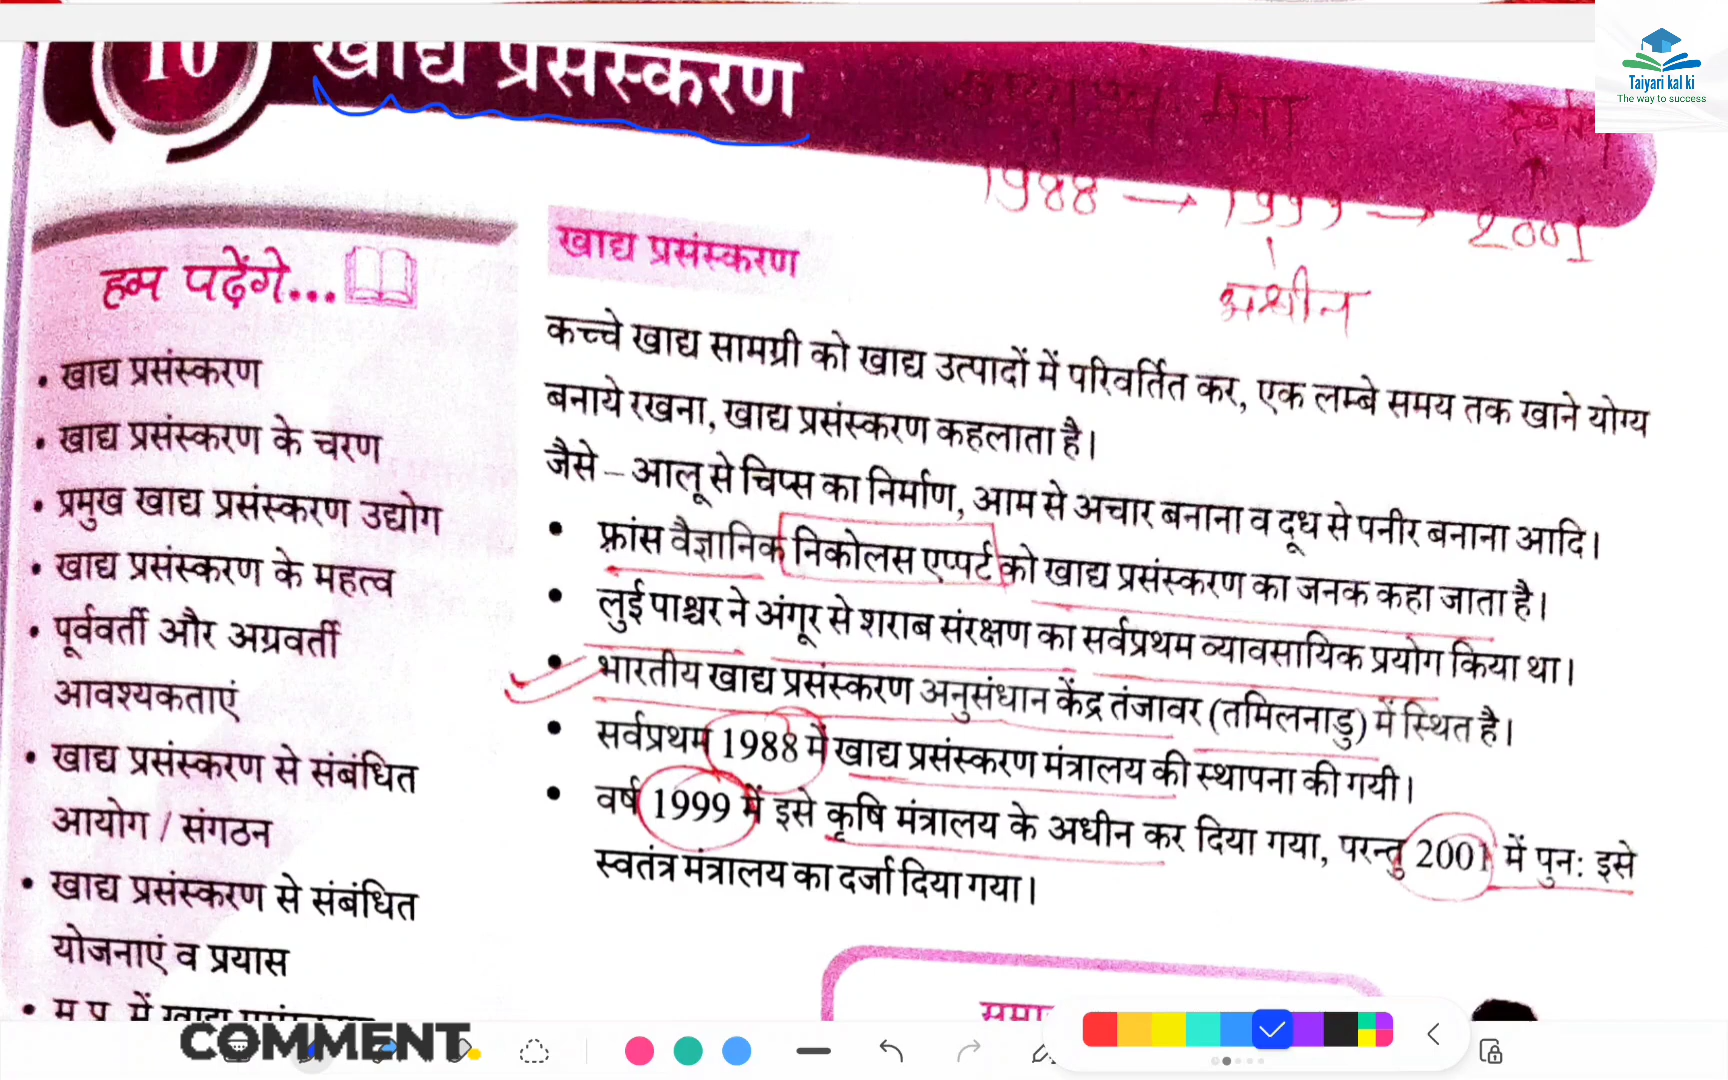 10
खाद्य प्रसंस्करण
Taiyari kal ki
The way to success
1988 → 1999 → 2001
अधीन
हम पढ़ेंगे...
• खाद्य प्रसंस्करण
• खाद्य प्रसंस्करण के चरण
• प्रमुख खाद्य प्रसंस्करण उद्योग
• खाद्य प्रसंस्करण के महत्व
• पूर्ववर्ती और अग्रवर्ती
आवश्यकताएं
• खाद्य प्रसंस्करण से संबंधित
आयोग / संगठन
• खाद्य प्रसंस्करण से संबंधित
योजनाएं व प्रयास
खाद्य प्रसंस्करण
कच्चे खाद्य सामग्री को खाद्य उत्पादों में परिवर्तित कर, एक लम्बे समय तक खाने योग्य
बनाये रखना, खाद्य प्रसंस्करण कहलाता है।
जैसे – आलू से चिप्स का निर्माण, आम से अचार बनाना व दूध से पनीर बनाना आदि।
• फ्रांस वैज्ञानिक निकोलस एप्पर्ट को खाद्य प्रसंस्करण का जनक कहा जाता है।
• लुई पाश्चर ने अंगूर से शराब संरक्षण का सर्वप्रथम व्यावसायिक प्रयोग किया था।
• भारतीय खाद्य प्रसंस्करण अनुसंधान केंद्र तंजावर (तमिलनाडु) में स्थित है।
• सर्वप्रथम 1988 में खाद्य प्रसंस्करण मंत्रालय की स्थापना की गयी।
• वर्ष 1999 में इसे कृषि मंत्रालय के अधीन कर दिया गया, परन्तु 2001 में पुन: इसे
स्वतंत्र मंत्रालय का दर्जा दिया गया।
COMMENT